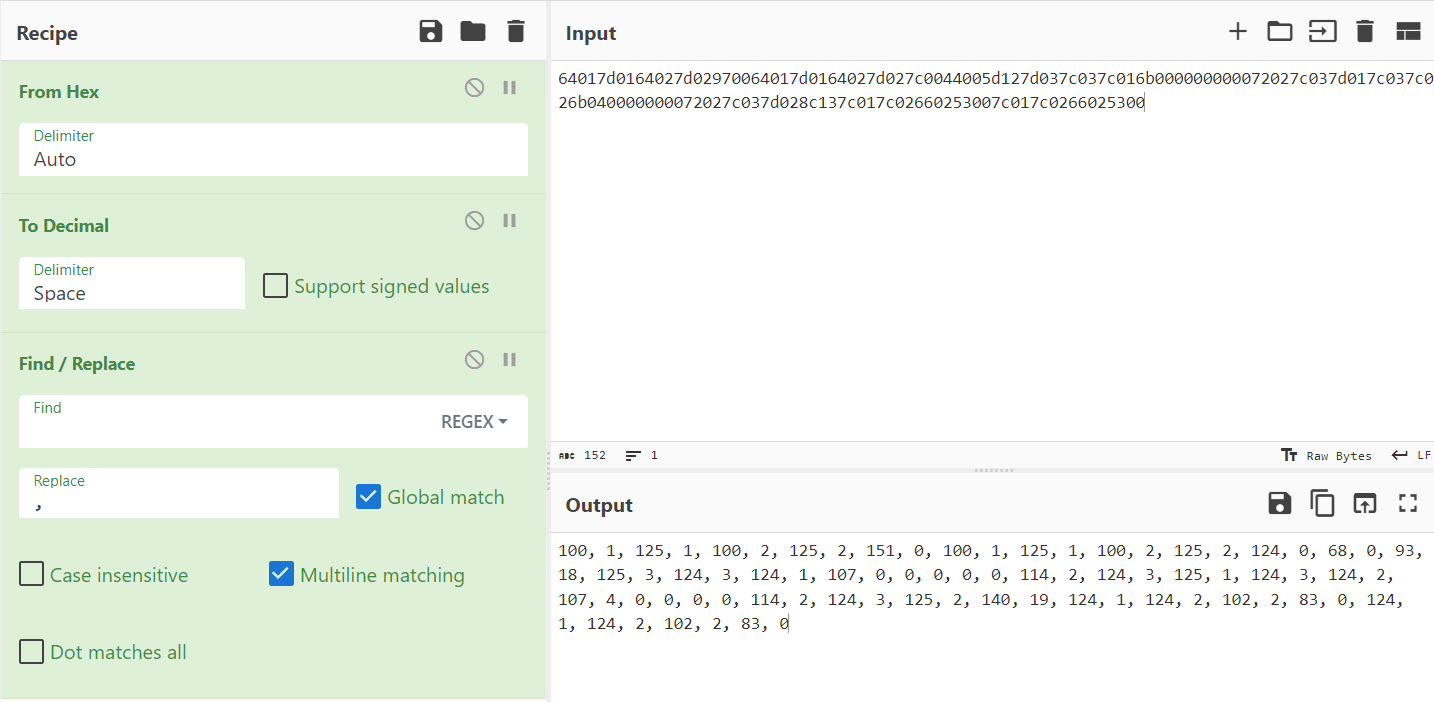 Recipe
From Hex
Delimiter
Auto
To Decimal
Delimiter
Space
Support signed values
Find / Replace
Find
REGEX
Replace
,
Global match
Case insensitive
Multiline matching
Dot matches all
Input
64017d0164027d02970064017d0164027d027c0044005d127d037c037c016b000000000072027c037d017c037c0
26b040000000072027c037d028c137c017c02660253007c017c0266025300
ABC 152
1
Tт Raw Bytes
LF
Output
100, 1, 125, 1, 100, 2, 125, 2, 151, 0, 100, 1, 125, 1, 100, 2, 125, 2, 124, 0, 68, 0, 93,
18, 125, 3, 124, 3, 124, 1, 107, 0, 0, 0, 0, 0, 114, 2, 124, 3, 125, 1, 124, 3, 124, 2,
107, 4, 0, 0, 0, 0, 114, 2, 124, 3, 125, 2, 140, 19, 124, 1, 124, 2, 102, 2, 83, 0, 124,
1, 124, 2, 102, 2, 83, 0